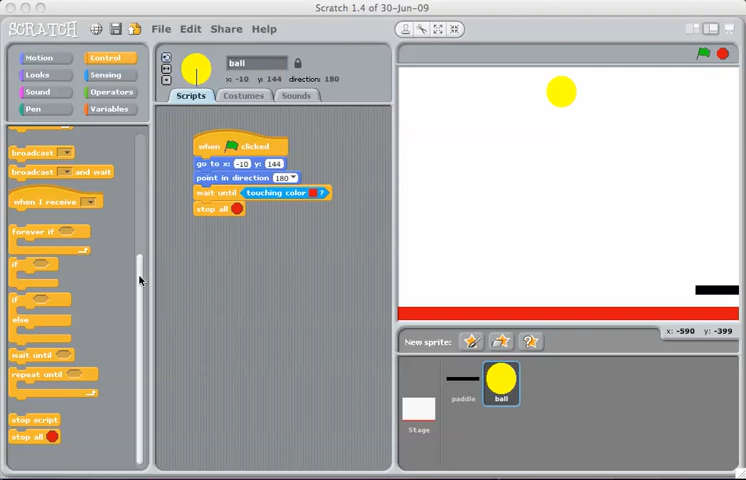 Scratch 1.4 of 30-Jun-09
SCRATCH File Edit Share Help
Motion Control
Looks Sensing
Sound Operators
Pen Variables
broadcast
broadcast and wait
when I receive
forever if
if
if
else
wait until
repeat until
stop script
stop all
ball
x: -10 y: 144 direction: 180
Scripts Costumes Sounds
when clicked
go to x: -10 y: 144
point in direction 180
wait until touching color ?
stop all
x: -590 y: -399
New sprite:
Stage
paddle
ball